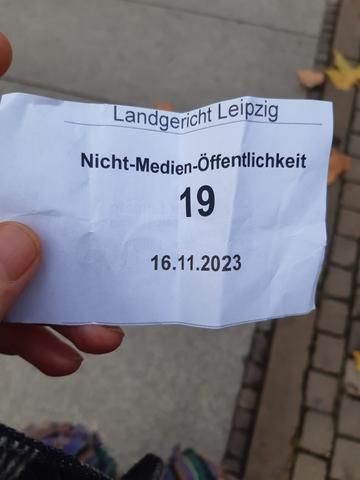 Landgericht Leipzig
Nicht-Medien-Öffentlichkeit
19
16.11.2023